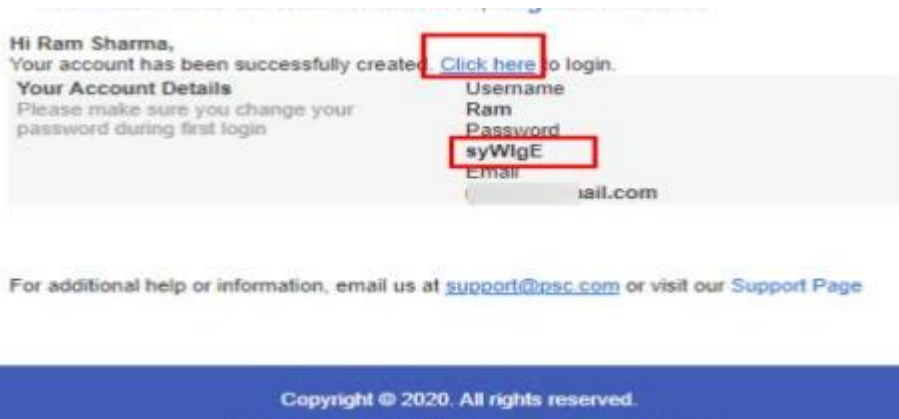 Hi Ram Sharma,
Your account has been successfully created. Click here to login.
Your Account Details
Please make sure you change your
password during first login
Username
Ram
Password
syWIgE
Email
ail.com
For additional help or information, email us at support@psc.com or visit our Support Page
Copyright © 2020. All rights reserved.